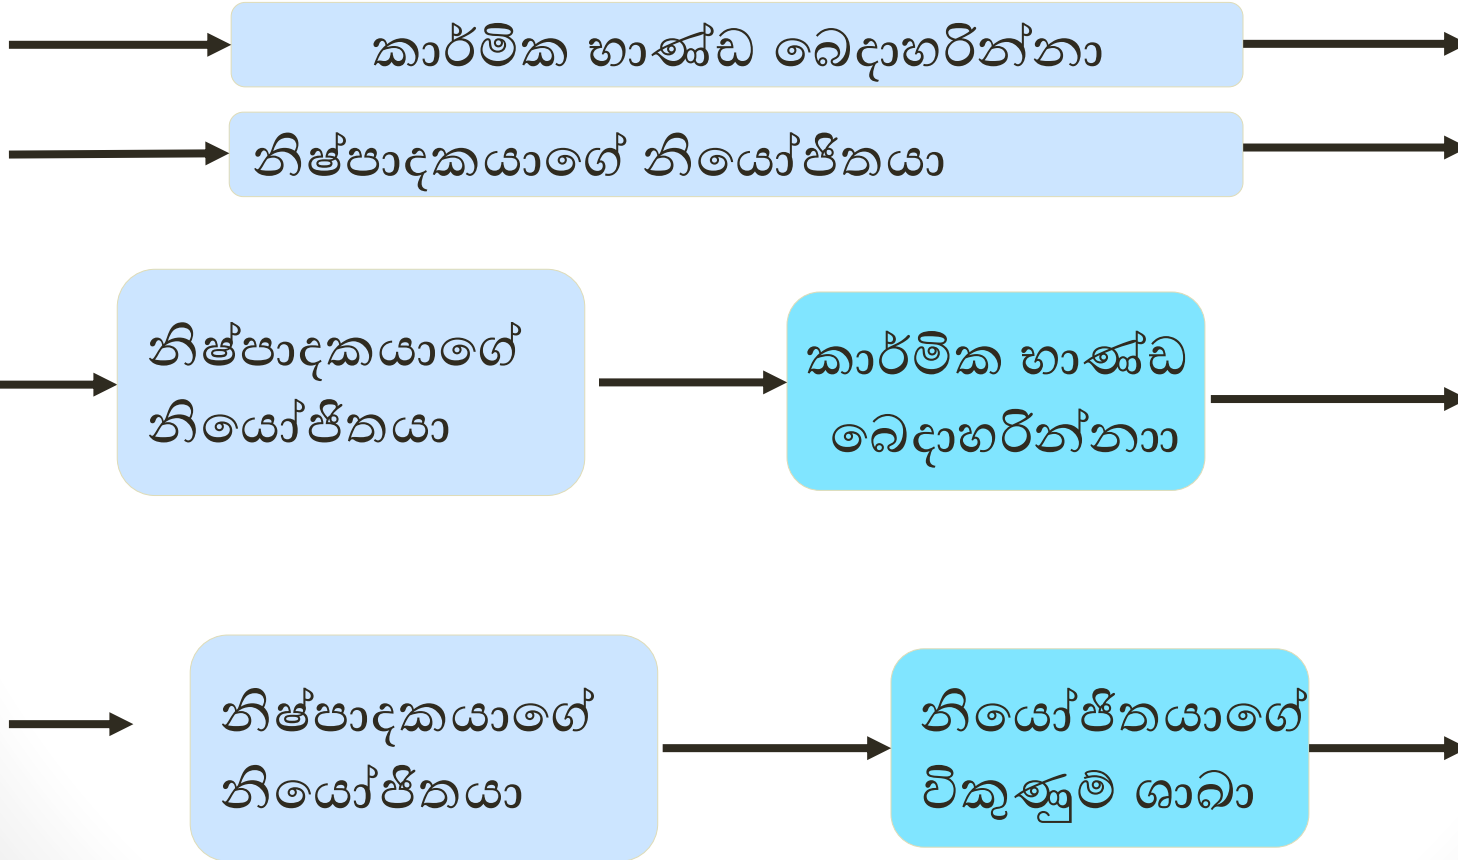 කාර්මික භාණ්ඩ බෙදාහරින්නා
නිෂ්පාදකයාගේ නියෝජිතයා
නිෂ්පාදකයාගේ
නියෝජිතයා
කාර්මික භාණ්ඩ
බෙදාහරින්නාා
නිෂ්පාදකයාගේ
නියෝජිතයා
නියෝජිතයාගේ
විකුණුම් ශාඛා